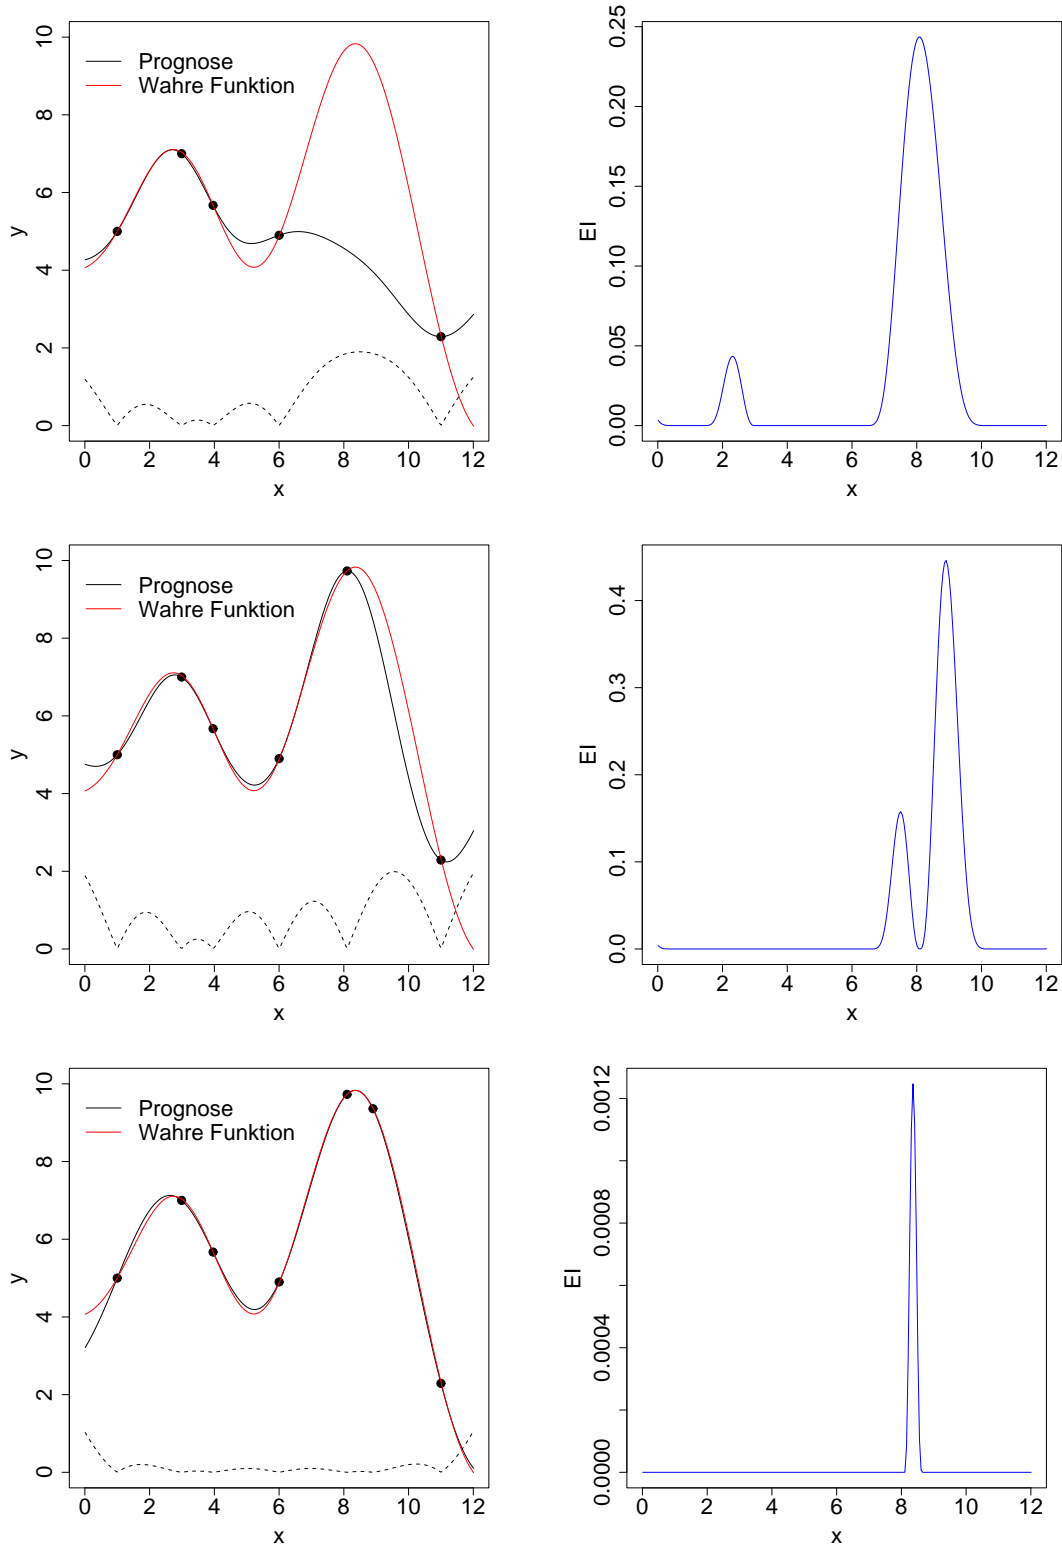 Prognose
Wahre Funktion
y
0 2 4 6 8 10
0 2 4 6 8 10 12
x
EI
0.00 0.05 0.10 0.15 0.20 0.25
0 2 4 6 8 10 12
x
Prognose
Wahre Funktion
y
0 2 4 6 8 10
0 2 4 6 8 10 12
x
EI
0.0 0.1 0.2 0.3 0.4
0 2 4 6 8 10 12
x
Prognose
Wahre Funktion
y
0 2 4 6 8 10
0 2 4 6 8 10 12
x
EI
0.0000 0.0004 0.0008 0.0012
0 2 4 6 8 10 12
x